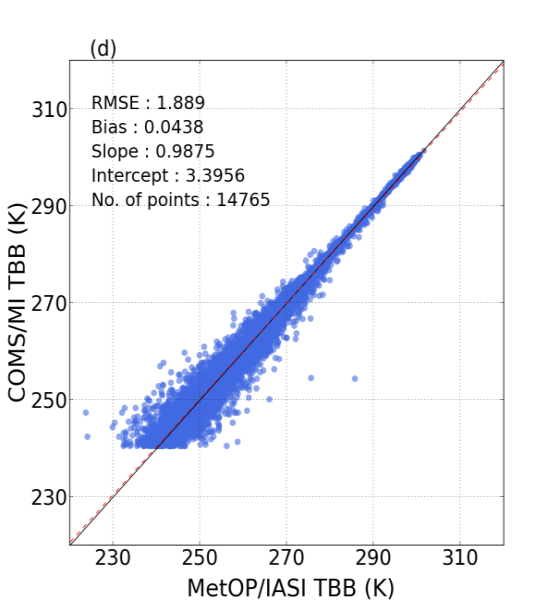 (d)
RMSE : 1.889
Bias : 0.0438
Slope : 0.9875
Intercept : 3.3956
No. of points : 14765
310
290
270
250
230
COMS/MI TBB (K)
230 250 270 290 310
MetOP/IASI TBB (K)